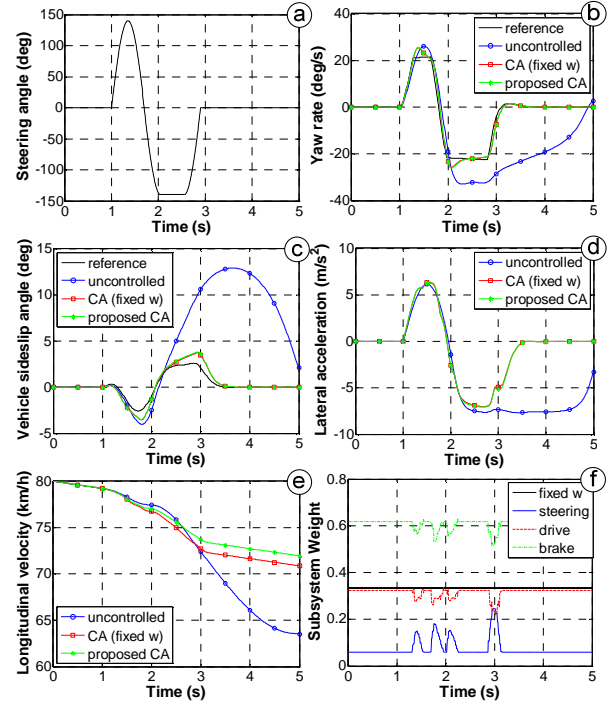 a
Steering angle (deg)
150
100
50
0
-50
-100
-150
0 1 2 3 4 5
Time (s)
b
Yaw rate (deg/s)
40
20
0
-20
-40
reference
uncontrolled
CA (fixed w)
proposed CA
0 1 2 3 4 5
Time (s)
c
Vehicle sideslip angle (deg)
15
10
5
0
-5
reference
uncontrolled
CA (fixed w)
proposed CA
0 1 2 3 4 5
Time (s)
d
Lateral acceleration (m/s²)
10
5
0
-5
-10
uncontrolled
CA (fixed w)
proposed CA
0 1 2 3 4 5
Time (s)
e
Longitudinal velocity (km/h)
80
75
70
65
60
uncontrolled
CA (fixed w)
proposed CA
0 1 2 3 4 5
Time (s)
f
Subsystem Weight
0.8
0.6
0.4
0.2
0
fixed w
steering
drive
brake
0 1 2 3 4 5
Time (s)